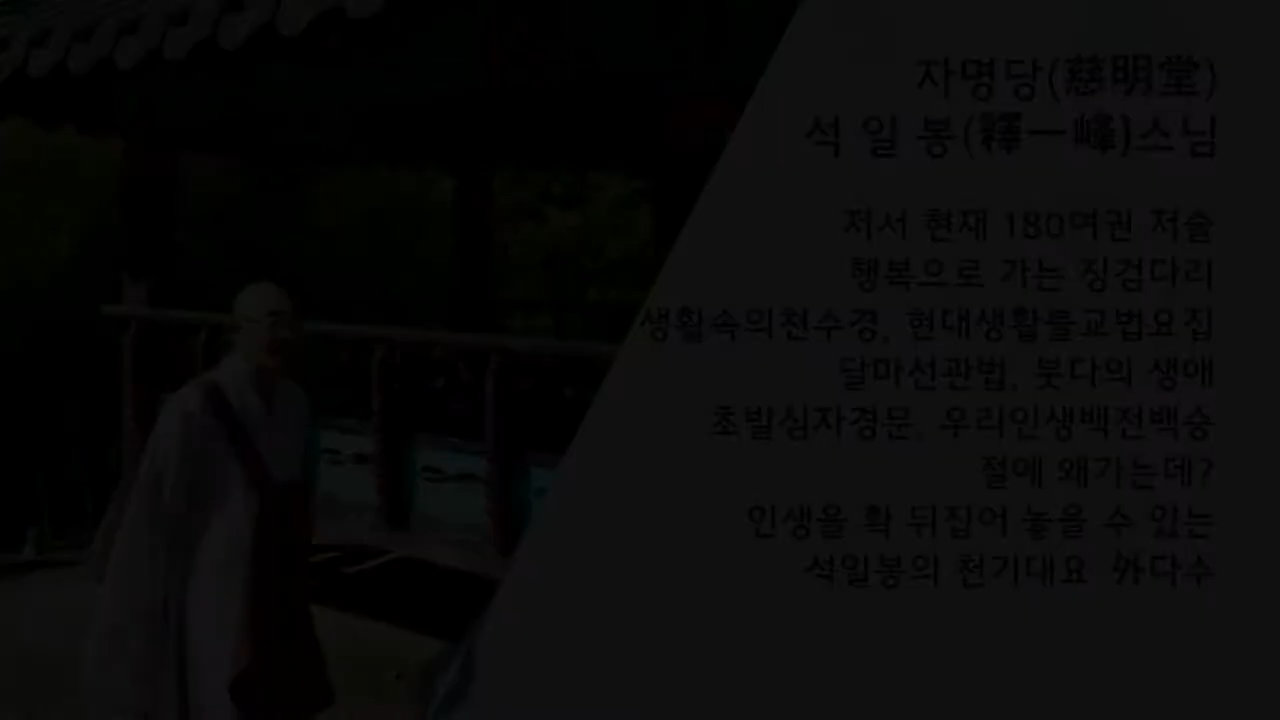 자명당(慈明堂)
석 일 봉(釋一峰)스님
저서 현재 180여권 저술
행복으로 가는 징검다리
생활속의천수경, 현대생활불교법요집
달마선관법, 붓다의 생애
초발심자경문, 우리인생백전백승
절에 왜가는데?
인생을 확 뒤집어 놓을 수 있는
석일봉의 천기대요 外다수